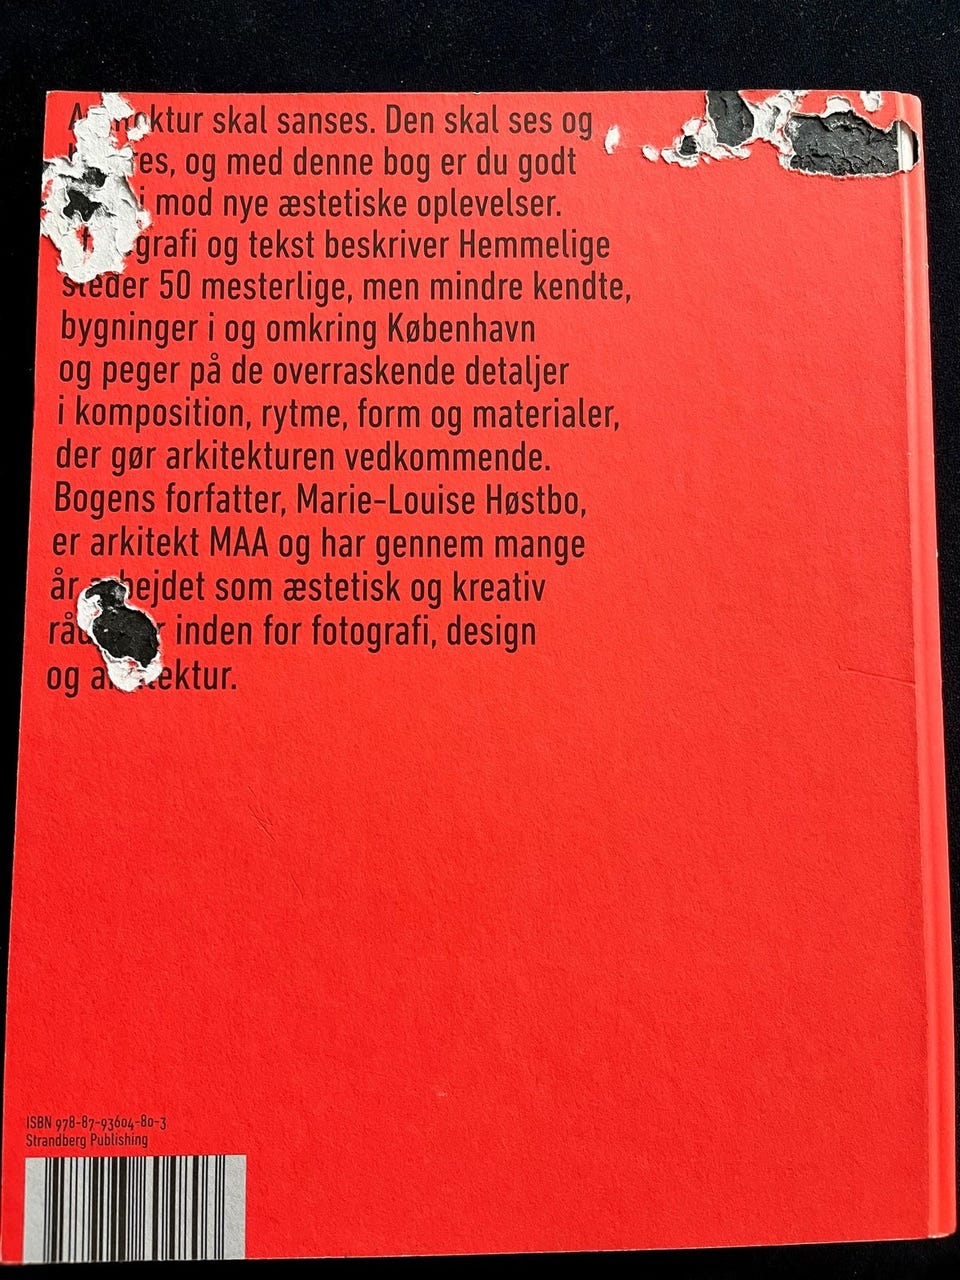 skal sanses. Den skal ses og
og med denne bog er du godt
mod nye æstetiske oplevelser.
og tekst beskriver Hemmelige
steder 50 mesterlige, men mindre kendte,
bygninger i og omkring København
og peger på de overraskende detaljer
i komposition, rytme, form og materialer,
der gør arkitekturen vedkommende.
Bogens forfatter, Marie-Louise Høstbo,
er arkitekt MAA og har gennem mange
år arbejdet som æstetisk og kreativ
inden for fotografi, design
og arkitektur.
ISBN 978-87-93604-80-3
Strandberg Publishing